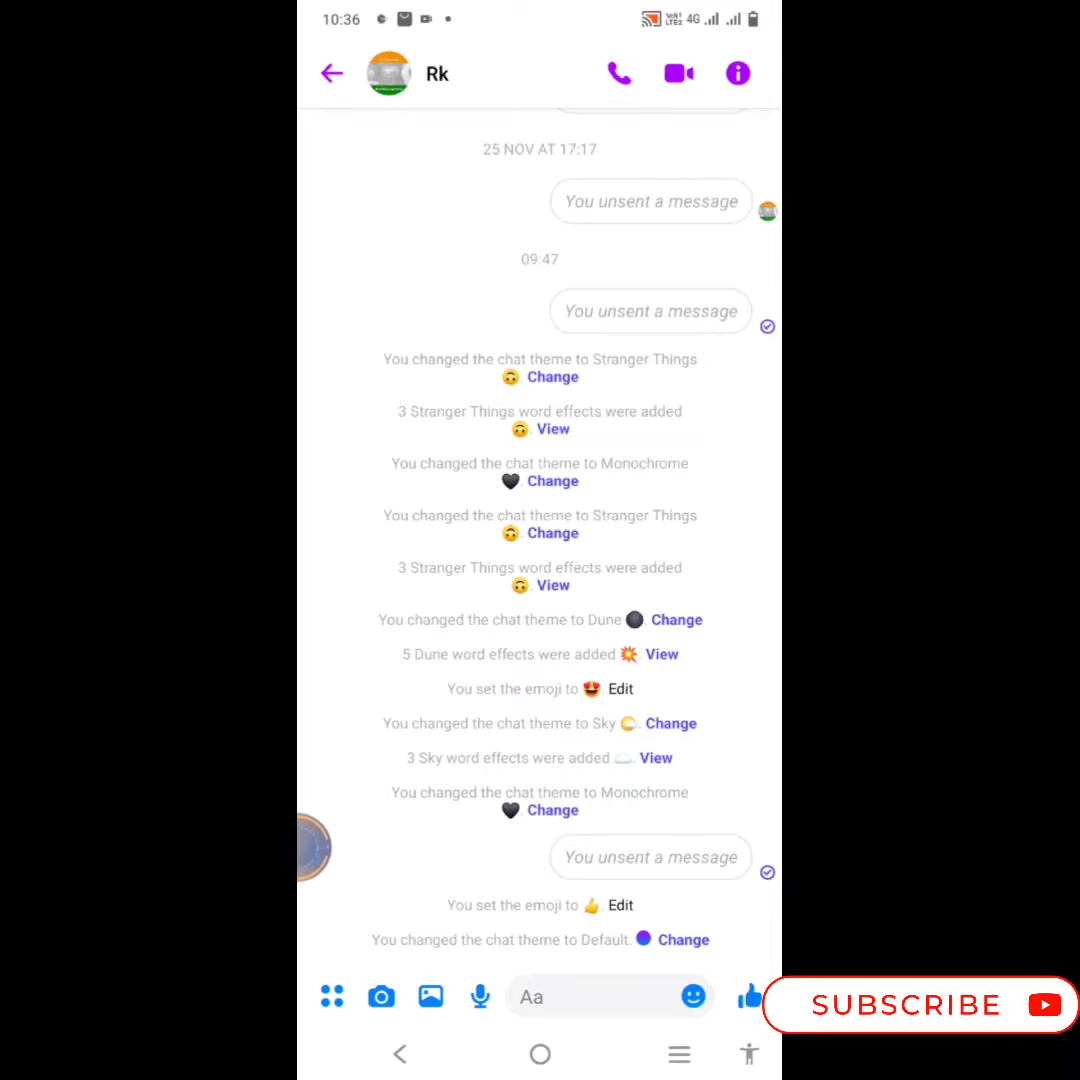 10:36
4G
Rk
25 NOV AT 17:17
You unsent a message
09:47
You unsent a message
You changed the chat theme to Stranger Things
🙃. Change
3 Stranger Things word effects were added
🙃. View
You changed the chat theme to Monochrome
🖤. Change
You changed the chat theme to Stranger Things
🙃. Change
3 Stranger Things word effects were added
🙃. View
You changed the chat theme to Dune 🌑. Change
5 Dune word effects were added 💥. View
You set the emoji to 😍. Edit
You changed the chat theme to Sky 🌤. Change
3 Sky word effects were added ☁️. View
You changed the chat theme to Monochrome
🖤. Change
You unsent a message
You set the emoji to 👍. Edit
You changed the chat theme to Default. Change
Aa
SUBSCRIBE